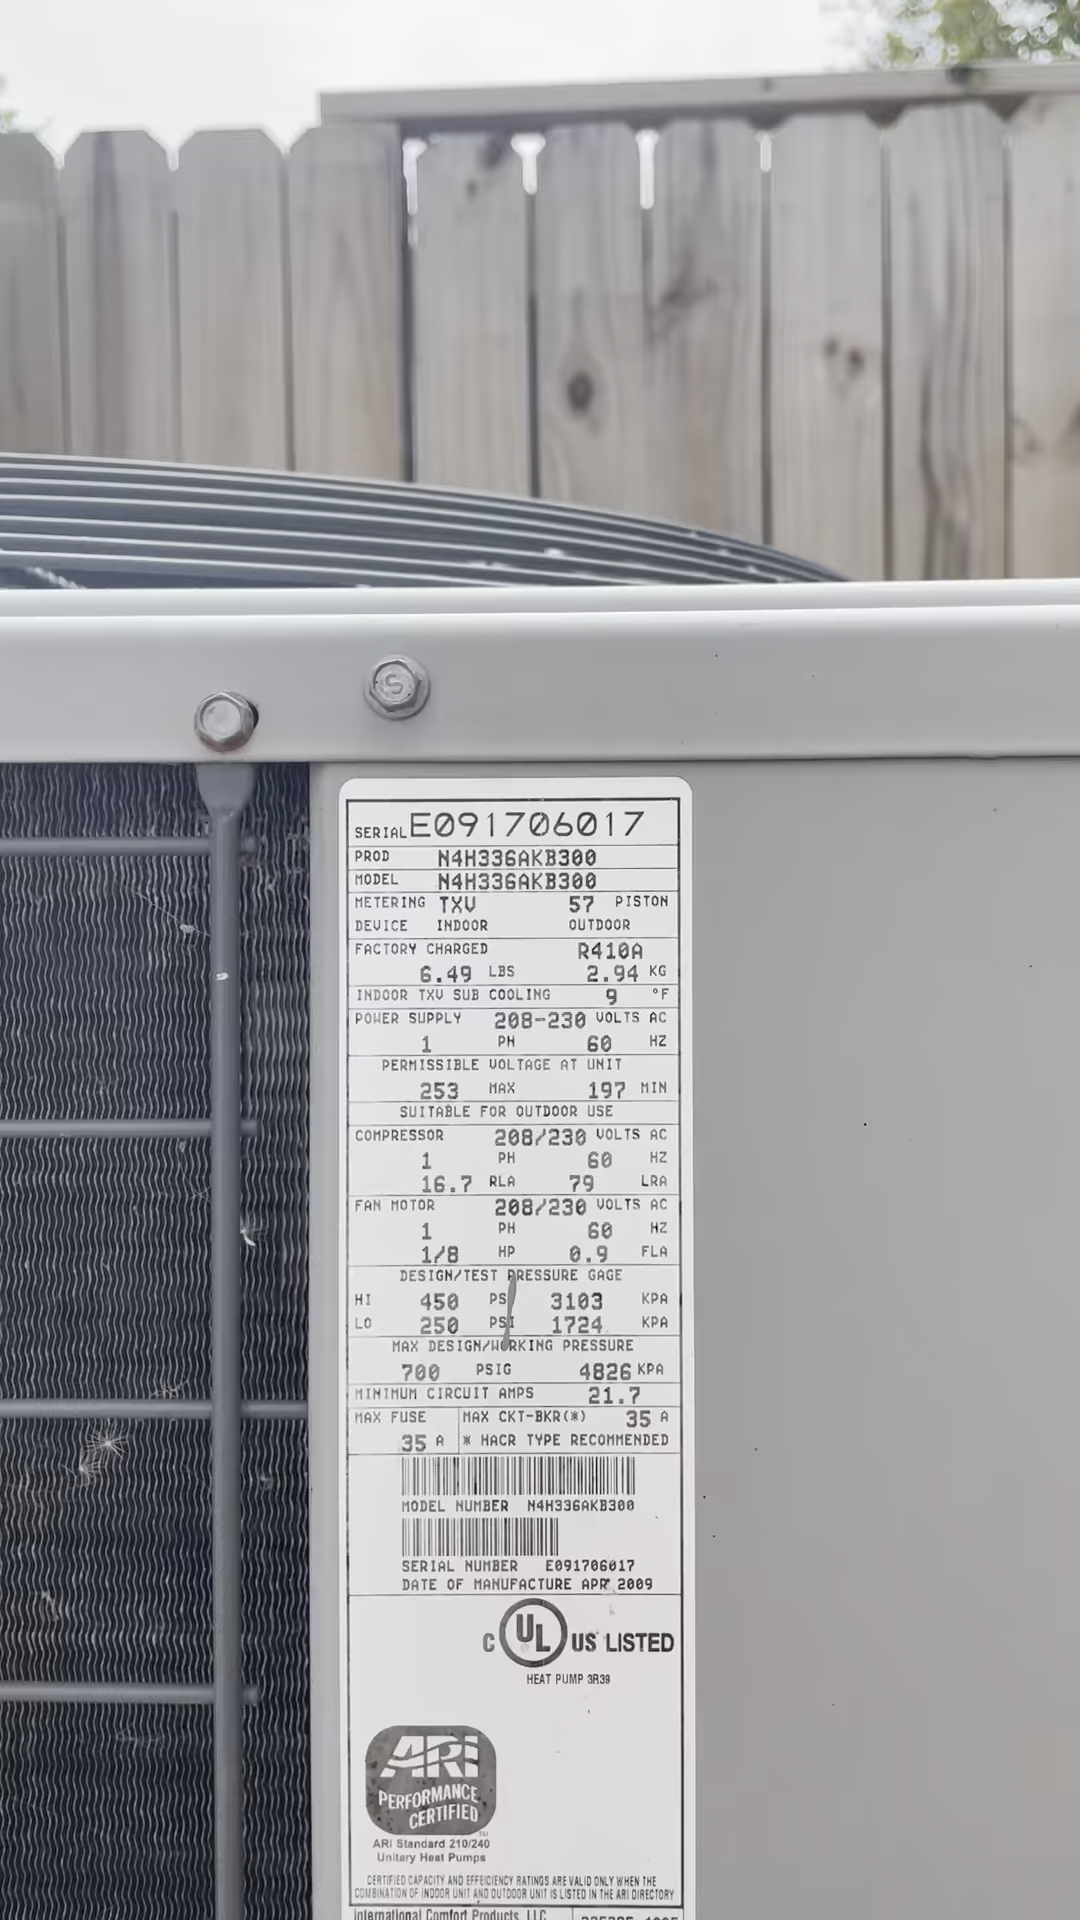 S
SERIAL E091706017
PROD N4H336AKB300
MODEL N4H336AKB300
METERING TXV 57 PISTON
DEVICE INDOOR OUTDOOR
FACTORY CHARGED R410A
6.49 LBS 2.94 KG
INDOOR TXV SUB COOLING 9 °F
POWER SUPPLY 208-230 VOLTS AC
1 PH 60 HZ
PERMISSIBLE VOLTAGE AT UNIT
253 MAX 197 MIN
SUITABLE FOR OUTDOOR USE
COMPRESSOR 208/230 VOLTS AC
1 PH 60 HZ
16.7 RLA 79 LRA
FAN MOTOR 208/230 VOLTS AC
1 PH 60 HZ
1/8 HP 0.9 FLA
DESIGN/TEST PRESSURE GAGE
HI 450 PSI 3103 KPA
LO 250 PSI 1724 KPA
MAX DESIGN/WORKING PRESSURE
700 PSIG 4826 KPA
MINIMUM CIRCUIT AMPS 21.7
MAX FUSE MAX CKT-BKR(*) 35 A
35 A * HACR TYPE RECOMMENDED
MODEL NUMBER N4H336AKB300
SERIAL NUMBER E091706017
DATE OF MANUFACTURE APR 2009
C UL US LISTED
HEAT PUMP 3R39
ARI
PERFORMANCE
CERTIFIED
TM
ARI Standard 210/240
Unitary Heat Pumps
CERTIFIED CAPACITY AND EFFEICIENCY RATINGS ARE VALID ONLY WHEN THE
COMBINATION OF INDOOR UNIT AND OUTDOOR UNIT IS LISTED IN THE ARI DIRECTORY
International Comfort Products, LLC